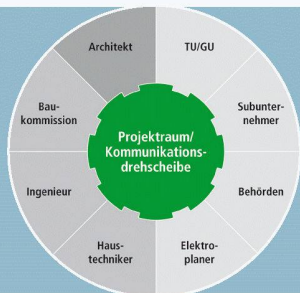 Architekt
TU/GU
Bau-
kommission
Subunter-
nehmer
Projektraum/
Kommunikations-
drehscheibe
Ingenieur
Behörden
Haus-
techniker
Elektro-
planer